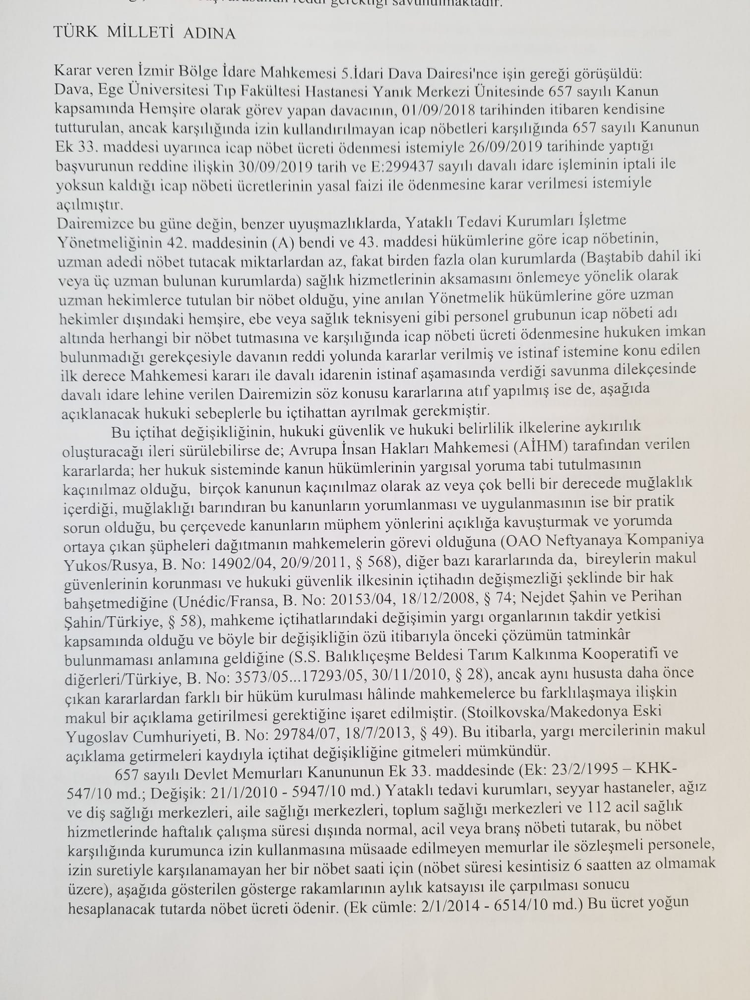 reddi gerektiği savunulmaktadır.
TÜRK MİLLETİ ADINA
Karar veren İzmir Bölge İdare Mahkemesi 5.İdari Dava Dairesi'nce işin gereği görüşüldü:
Dava, Ege Üniversitesi Tıp Fakültesi Hastanesi Yanık Merkezi Ünitesinde 657 sayılı Kanun
kapsamında Hemşire olarak görev yapan davacının, 01/09/2018 tarihinden itibaren kendisine
tutturulan, ancak karşılığında izin kullandırılmayan icap nöbetleri karşılığında 657 sayılı Kanunun
Ek 33. maddesi uyarınca icap nöbet ücreti ödenmesi istemiyle 26/09/2019 tarihinde yaptığı
başvurunun reddine ilişkin 30/09/2019 tarih ve E:299437 sayılı davalı idare işleminin iptali ile
yoksun kaldığı icap nöbeti ücretlerinin yasal faizi ile ödenmesine karar verilmesi istemiyle
açılmıştır.
Dairemizce bu güne değin, benzer uyuşmazlıklarda, Yataklı Tedavi Kurumları İşletme
Yönetmeliğinin 42. maddesinin (A) bendi ve 43. maddesi hükümlerine göre icap nöbetinin,
uzman adedi nöbet tutacak miktarlardan az, fakat birden fazla olan kurumlarda (Baştabib dahil iki
veya üç uzman bulunan kurumlarda) sağlık hizmetlerinin aksamasını önlemeye yönelik olarak
uzman hekimlerce tutulan bir nöbet olduğu, yine anılan Yönetmelik hükümlerine göre uzman
hekimler dışındaki hemşire, ebe veya sağlık teknisyeni gibi personel grubunun icap nöbeti adı
altında herhangi bir nöbet tutmasına ve karşılığında icap nöbeti ücreti ödenmesine hukuken imkan
bulunmadığı gerekçesiyle davanın reddi yolunda kararlar verilmiş ve istinaf istemine konu edilen
ilk derece Mahkemesi kararı ile davalı idarenin istinaf aşamasında verdiği savunma dilekçesinde
davalı idare lehine verilen Dairemizin söz konusu kararlarına atıf yapılmış ise de, aşağıda
açıklanacak hukuki sebeplerle bu içtihattan ayrılmak gerekmiştir.
Bu içtihat değişikliğinin, hukuki güvenlik ve hukuki belirlilik ilkelerine aykırılık
oluşturacağı ileri sürülebilirse de; Avrupa İnsan Hakları Mahkemesi (AİHM) tarafından verilen
kararlarda; her hukuk sisteminde kanun hükümlerinin yargısal yoruma tabi tutulmasının
kaçınılmaz olduğu, birçok kanunun kaçınılmaz olarak az veya çok belli bir derecede muğlaklık
içerdiği, muğlaklığı barındıran bu kanunların yorumlanması ve uygulanmasının ise bir pratik
sorun olduğu, bu çerçevede kanunların müphem yönlerini açıklığa kavuşturmak ve yorumda
ortaya çıkan şüpheleri dağıtmanın mahkemelerin görevi olduğuna (OAO Neftyanaya Kompaniya
Yukos/Rusya, B. No: 14902/04, 20/9/2011, § 568), diğer bazı kararlarında da, bireylerin makul
güvenlerinin korunması ve hukuki güvenlik ilkesinin içtihadın değişmezliği şeklinde bir hak
bahşetmediğine (Unédic/Fransa, B. No: 20153/04, 18/12/2008, § 74; Nejdet Şahin ve Perihan
Şahin/Türkiye, § 58), mahkeme içtihatlarındaki değişimin yargı organlarının takdir yetkisi
kapsamında olduğu ve böyle bir değişikliğin özü itibarıyla önceki çözümün tatminkâr
bulunmaması anlamına geldiğine (S.S. Balıklıçeşme Beldesi Tarım Kalkınma Kooperatifi ve
diğerleri/Türkiye, B. No: 3573/05...17293/05, 30/11/2010, § 28), ancak aynı hususta daha önce
çıkan kararlardan farklı bir hüküm kurulması hâlinde mahkemelerce bu farklılaşmaya ilişkin
makul bir açıklama getirilmesi gerektiğine işaret edilmiştir. (Stoilkovska/Makedonya Eski
Yugoslav Cumhuriyeti, B. No: 29784/07, 18/7/2013, § 49). Bu itibarla, yargı mercilerinin makul
açıklama getirmeleri kaydıyla içtihat değişikliğine gitmeleri mümkündür.
657 sayılı Devlet Memurları Kanununun Ek 33. maddesinde (Ek: 23/2/1995 – KHK-
547/10 md.; Değişik: 21/1/2010 - 5947/10 md.) Yataklı tedavi kurumları, seyyar hastaneler, ağız
ve diş sağlığı merkezleri, aile sağlığı merkezleri, toplum sağlığı merkezleri ve 112 acil sağlık
hizmetlerinde haftalık çalışma süresi dışında normal, acil veya branş nöbeti tutarak, bu nöbet
karşılığında kurumunca izin kullanmasına müsaade edilmeyen memurlar ile sözleşmeli personele,
izin suretiyle karşılanamayan her bir nöbet saati için (nöbet süresi kesintisiz 6 saatten az olmamak
üzere), aşağıda gösterilen gösterge rakamlarının aylık katsayısı ile çarpılması sonucu
hesaplanacak tutarda nöbet ücreti ödenir. (Ek cümle: 2/1/2014 - 6514/10 md.) Bu ücret yoğun